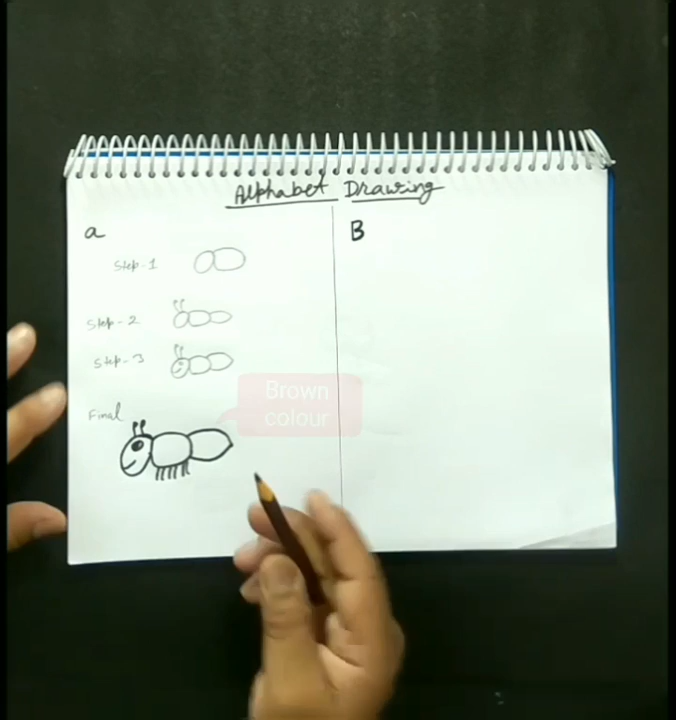 Alphabet Drawing
a
Step-1
Step-2
Step-3
Final
Brown
colour
B